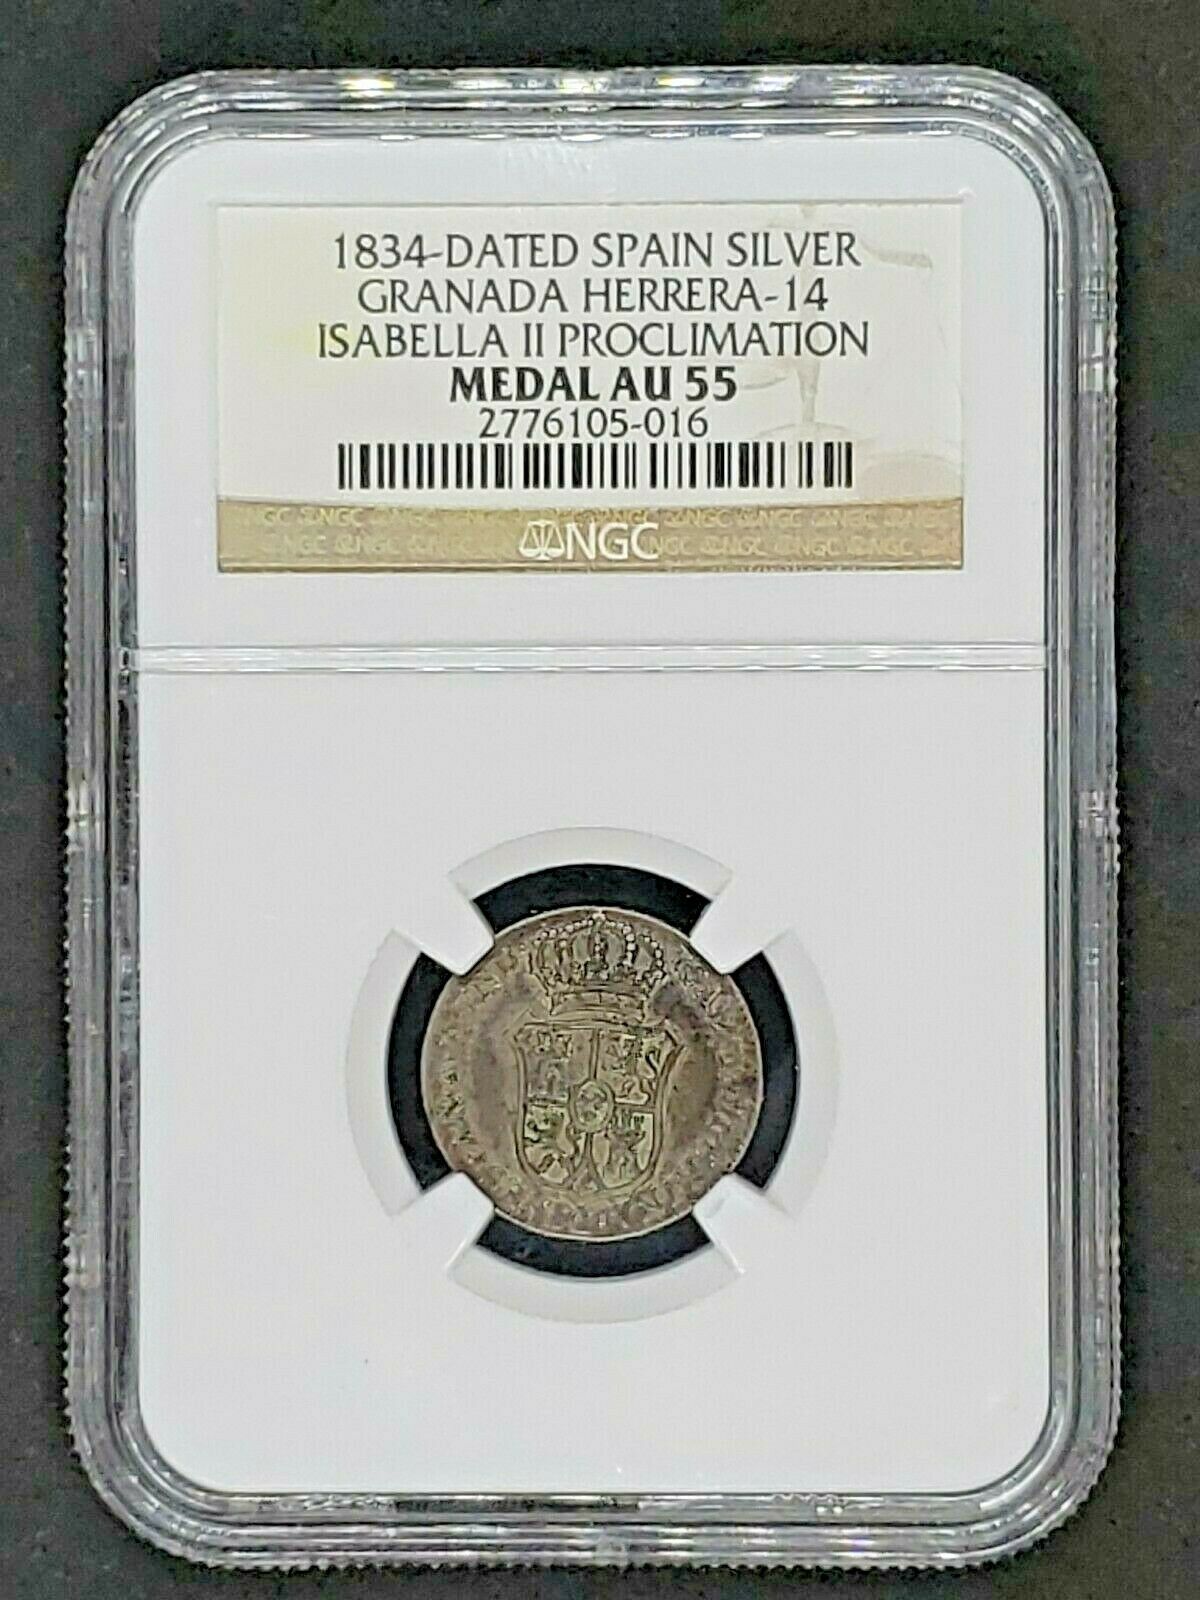 1834-DATED SPAIN SILVER
GRANADA HERRERA-14
ISABELLA II PROCLIMATION
MEDAL AU 55
2776105-016
NGC